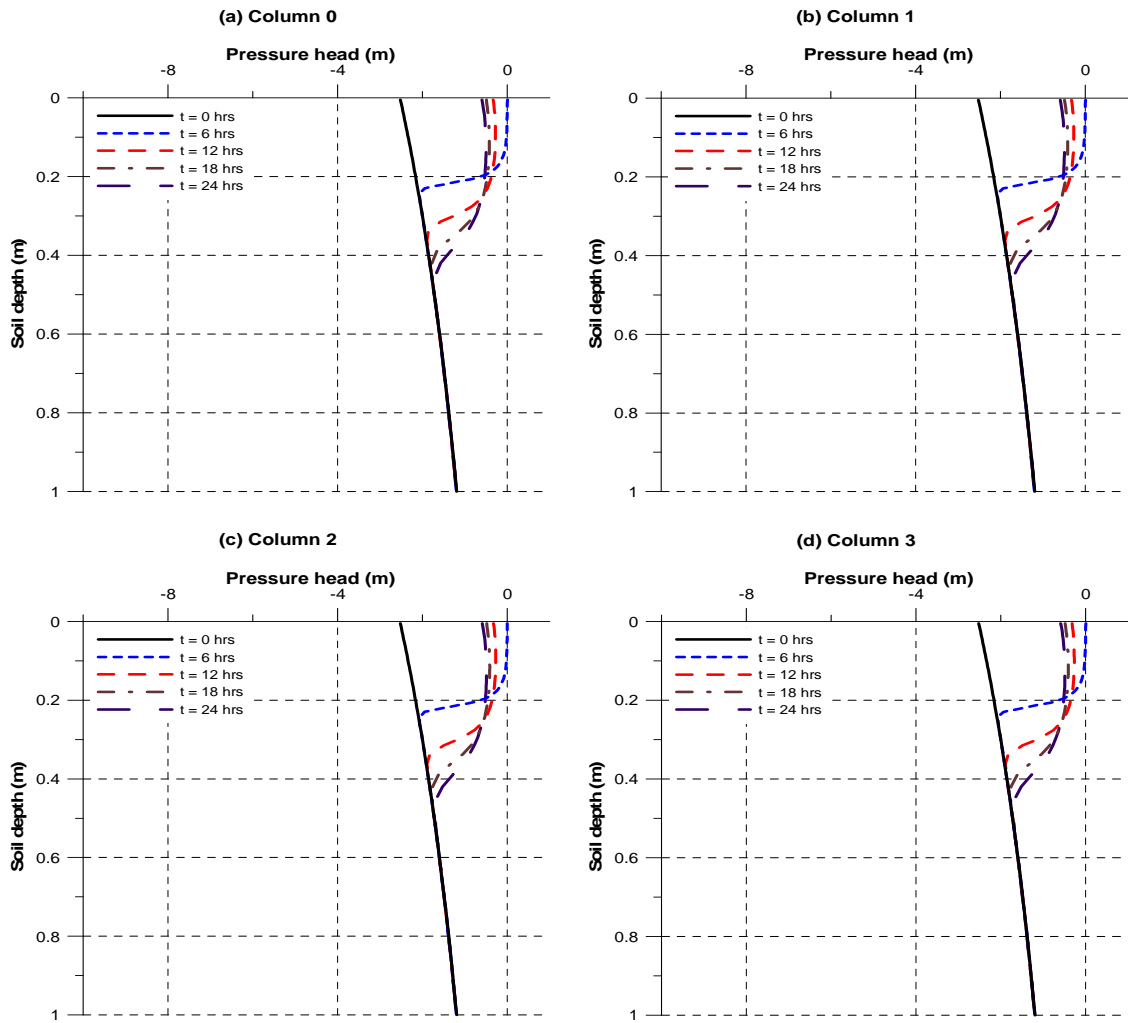 (a) Column 0
Pressure head (m)
-8 -4 0
0
0.2
0.4
0.6
0.8
1
Soil depth (m)
t = 0 hrs
t = 6 hrs
t = 12 hrs
t = 18 hrs
t = 24 hrs
(b) Column 1
Pressure head (m)
-8 -4 0
0
0.2
0.4
0.6
0.8
1
Soil depth (m)
t = 0 hrs
t = 6 hrs
t = 12 hrs
t = 18 hrs
t = 24 hrs
(c) Column 2
Pressure head (m)
-8 -4 0
0
0.2
0.4
0.6
0.8
1
Soil depth (m)
t = 0 hrs
t = 6 hrs
t = 12 hrs
t = 18 hrs
t = 24 hrs
(d) Column 3
Pressure head (m)
-8 -4 0
0
0.2
0.4
0.6
0.8
1
Soil depth (m)
t = 0 hrs
t = 6 hrs
t = 12 hrs
t = 18 hrs
t = 24 hrs